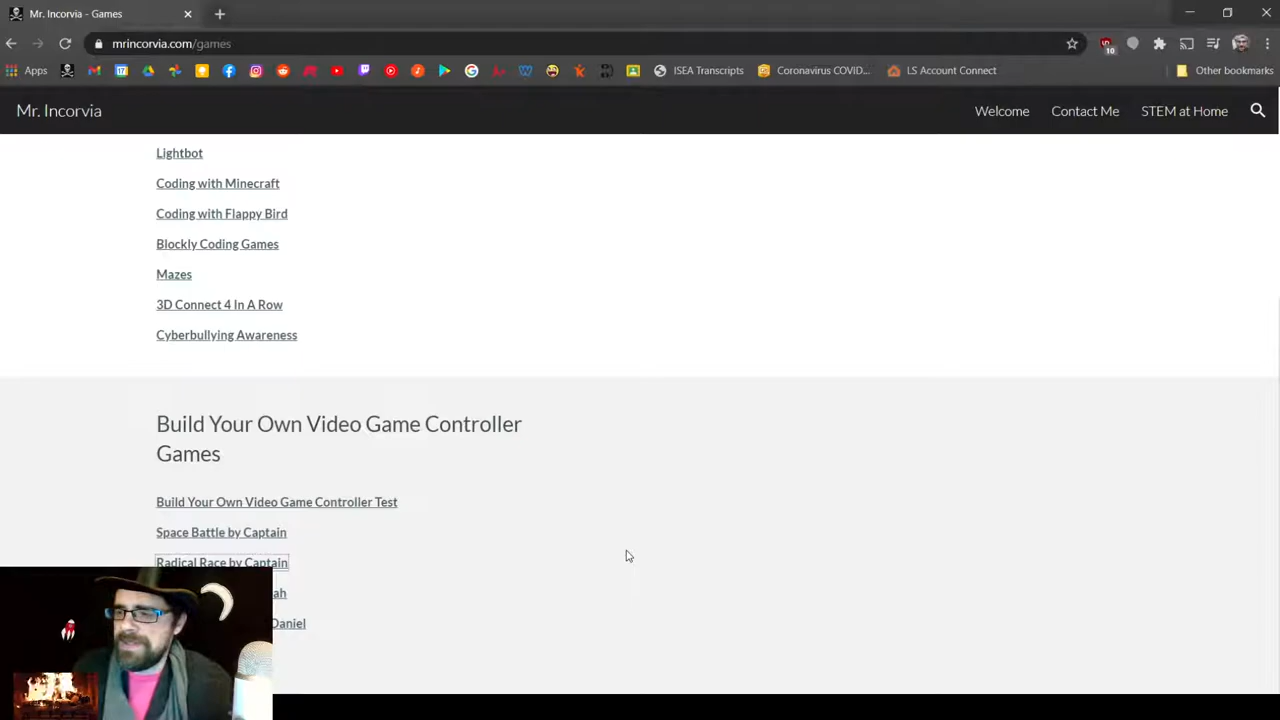 Mr. Incorvia - Games
mrincorvia.com/games
10
Apps
17
ISEA Transcripts
Coronavirus COVID...
LS Account Connect
Other bookmarks
Mr. Incorvia
Welcome
Contact Me
STEM at Home
Lightbot
Coding with Minecraft
Coding with Flappy Bird
Blockly Coding Games
Mazes
3D Connect 4 In A Row
Cyberbullying Awareness
Build Your Own Video Game Controller
Games
Build Your Own Video Game Controller Test
Space Battle by Captain
Radical Race by Captain
Daniel